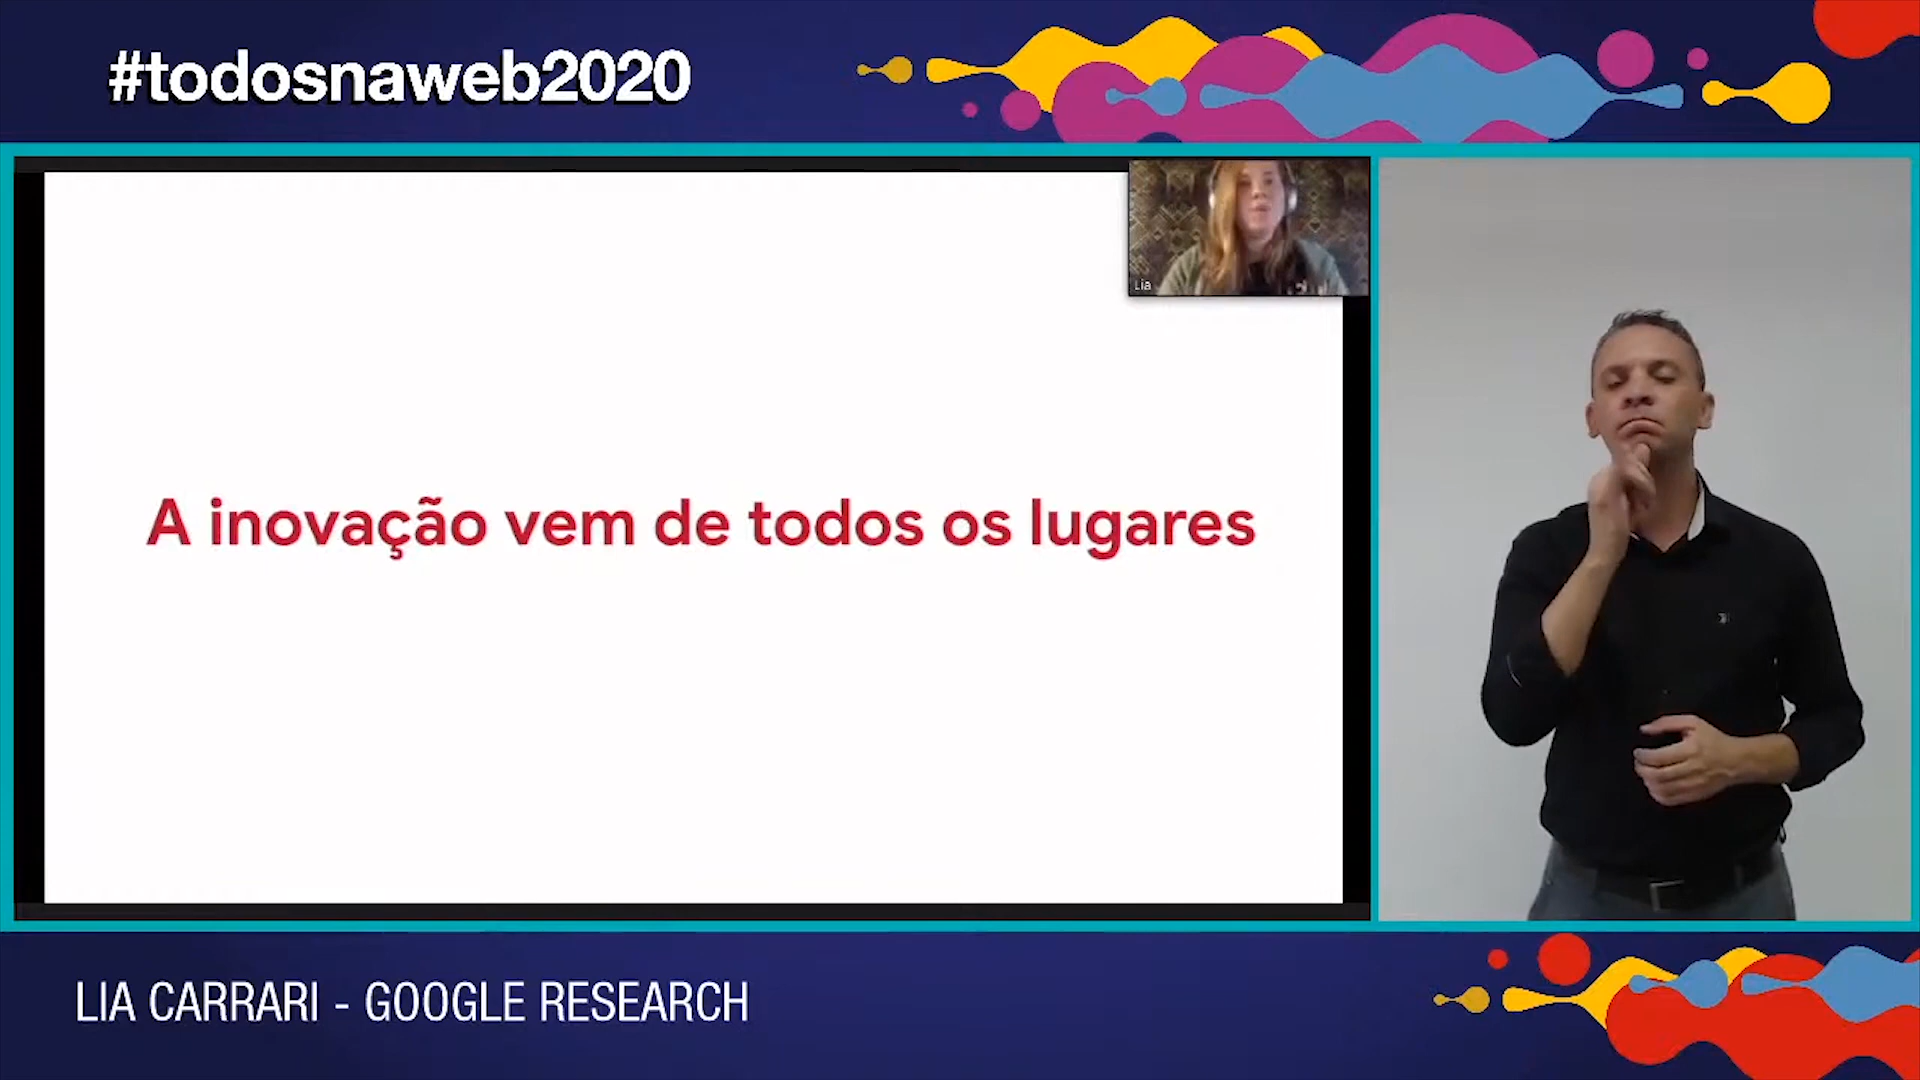 #todosnaweb2020
Lia
A inovação vem de todos os lugares
LIA CARRARI - GOOGLE RESEARCH